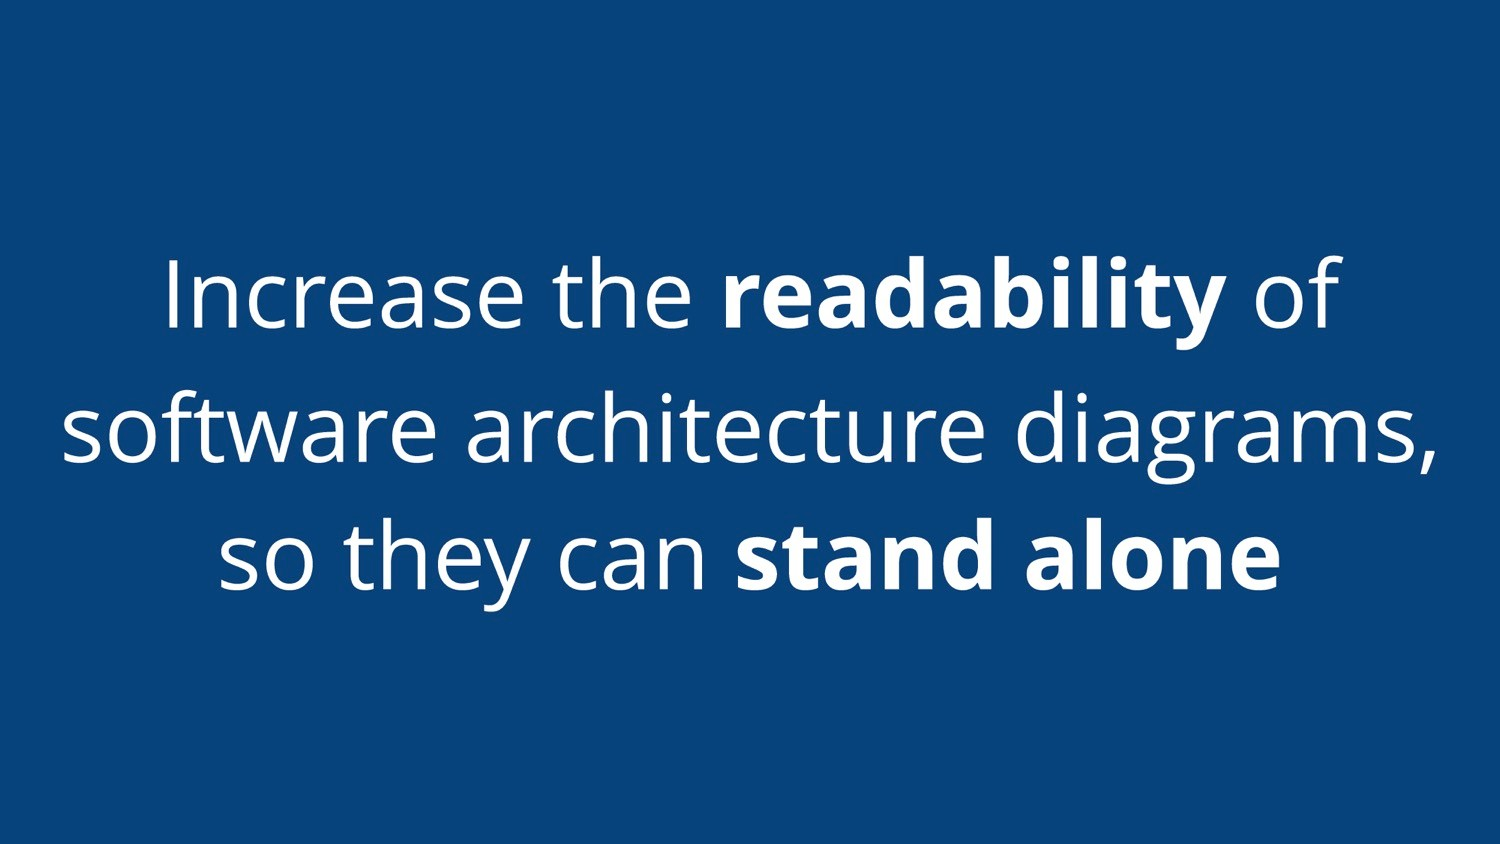 Increase the readability of
software architecture diagrams,
so they can stand alone